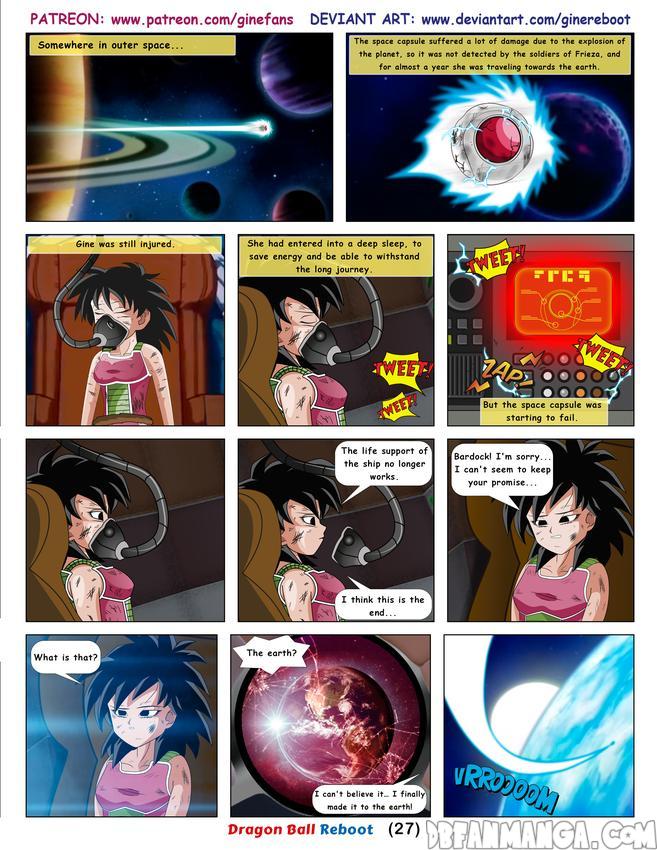 PATREON: www.patreon.com/ginefans DEVIANT ART: www.deviantart.com/ginereboot
Somewhere in outer space...
The space capsule suffered a lot of damage due to the explosion of
the planet, so it was not detected by the soldiers of Frieza, and
for almost a year she was traveling towards the earth.
Gine was still injured.
She had entered into a deep sleep, to
save energy and be able to withstand
the long journey.
TWEET!
TWEET!
TWEET!
TWEET!
ZAP!
But the space capsule was
starting to fail.
The life support of
the ship no longer
works.
I think this is the
end...
Bardock! I'm sorry...
I can't seem to keep
your promise...
What is that?
The earth?
I can't believe it... I finally
made it to the earth!
VRROOOOM
Dragon Ball Reboot (27)
DBFANMANGA.COM